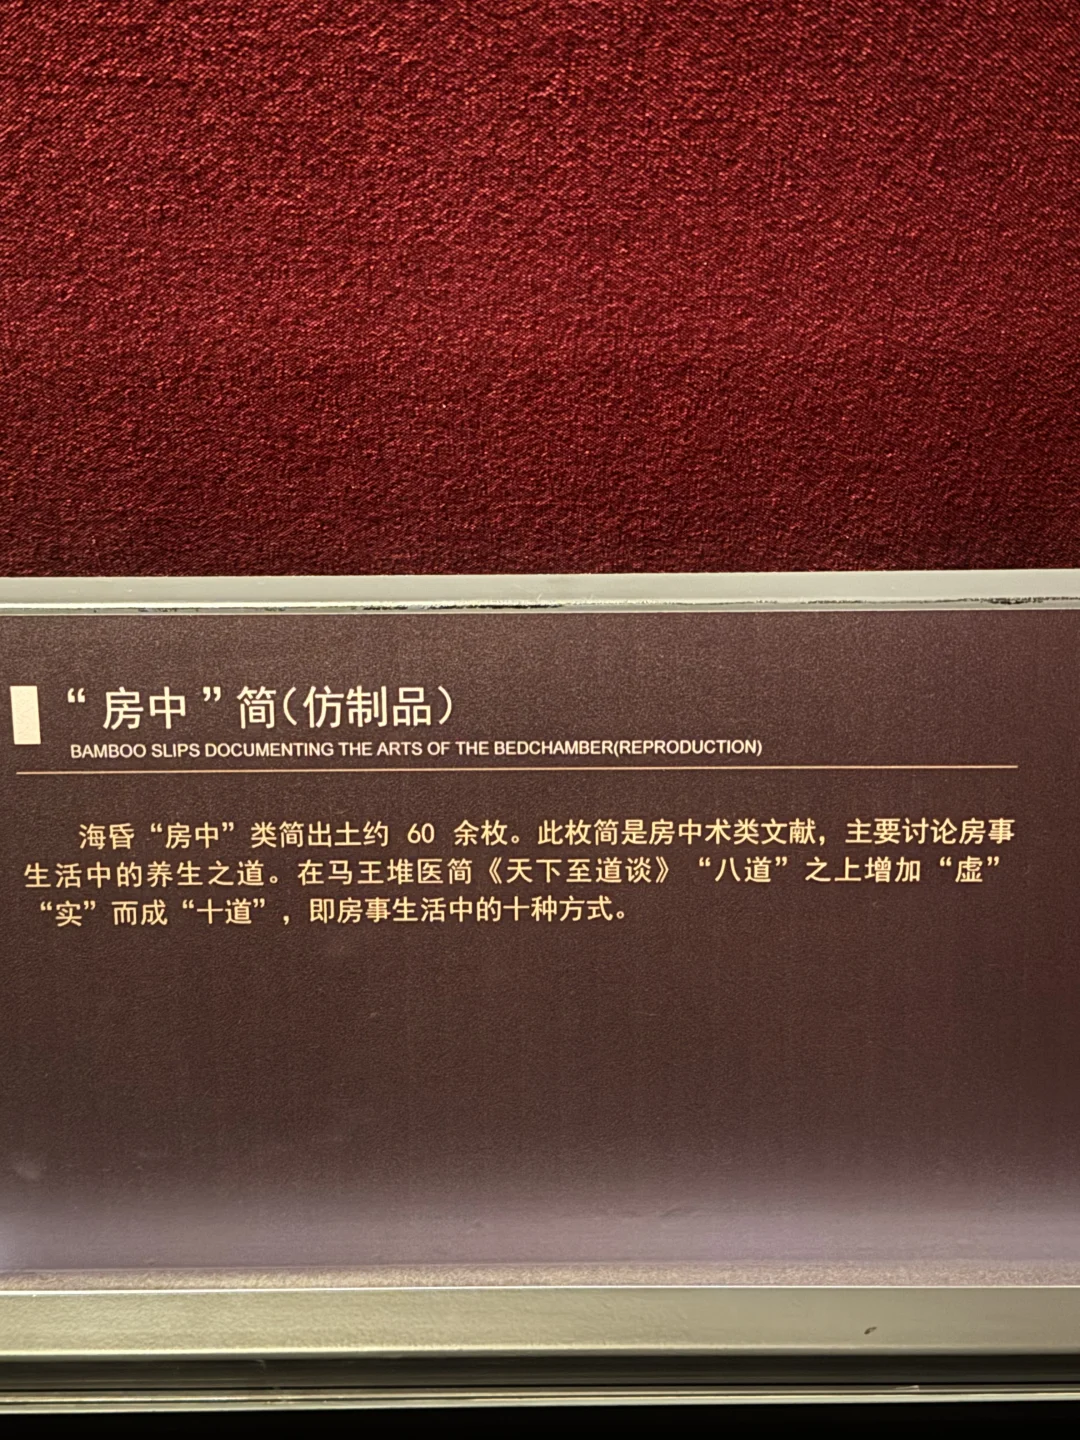 “房中”简（仿制品）
BAMBOO SLIPS DOCUMENTING THE ARTS OF THE BEDCHAMBER(REPRODUCTION)
海昏“房中”类简出土约 60 余枚。此枚简是房中术类文献，主要讨论房事
生活中的养生之道。在马王堆医简《天下至道谈》“八道”之上增加“虚”
“实”而成“十道”，即房事生活中的十种方式。